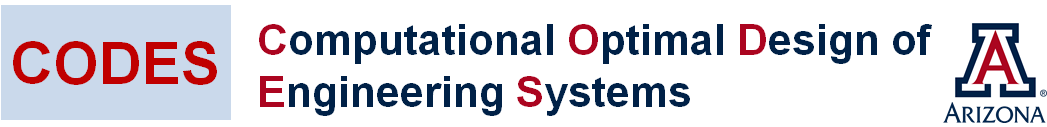 CODES
Computational Optimal Design of
Engineering Systems
A
ARIZONA®